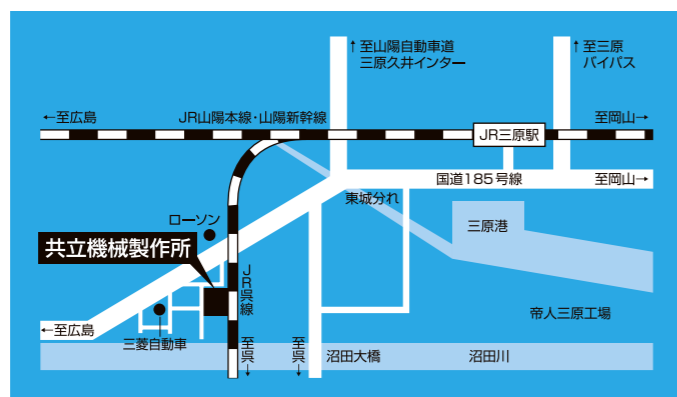 ↑至山陽自動車道
三原久井インター
↑至三原
バイパス
←至広島
JR山陽本線・山陽新幹線
JR三原駅
至岡山→
国道185号線
至岡山→
東城分れ
ローソン
三原港
共立機械製作所
JR呉線
帝人三原工場
←至広島
三菱自動車
至呉↓
至呉↓
沼田大橋
沼田川